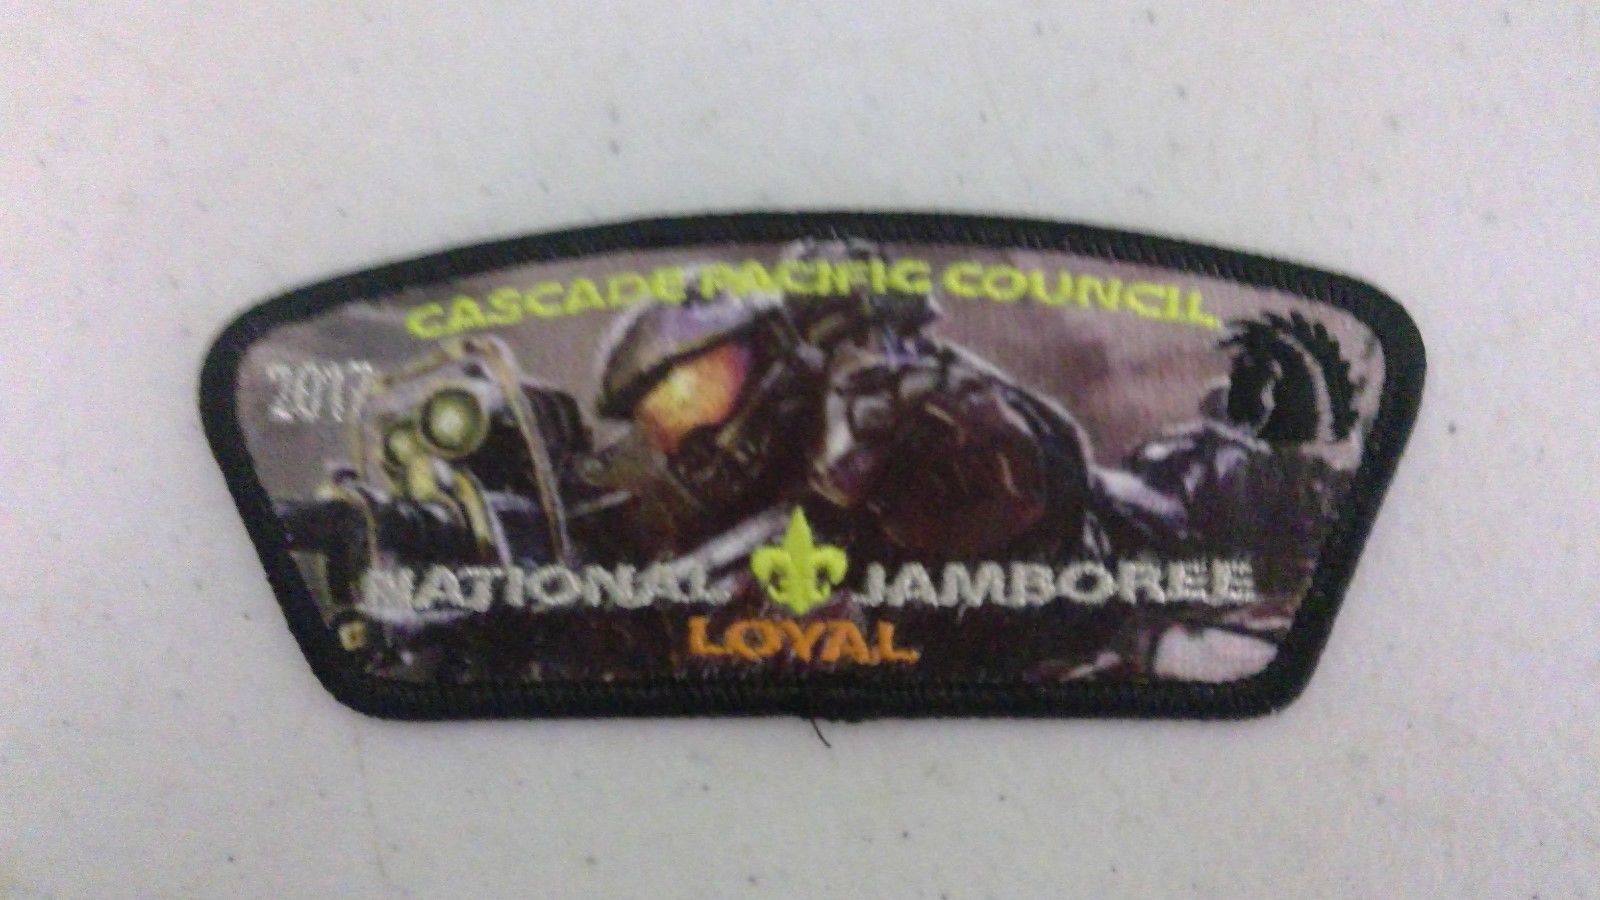 CASCADE PACIFIC COUNCIL
2017
NATIONAL JAMBOREE
LOYAL